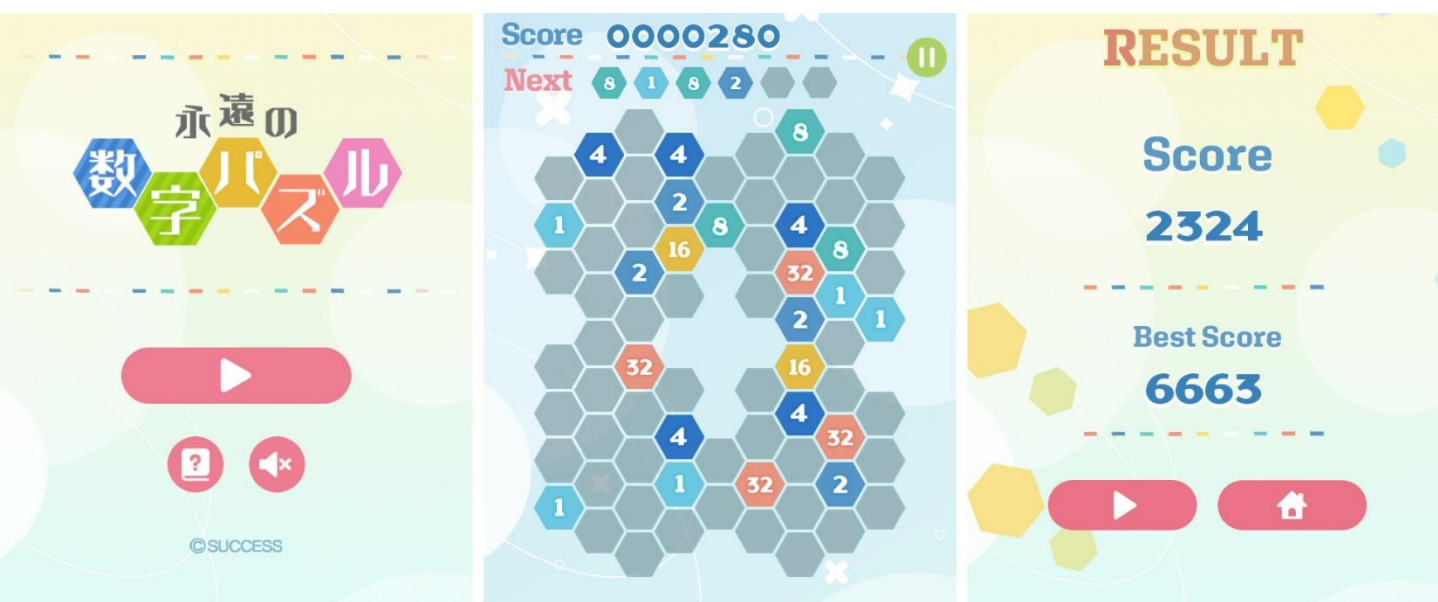 永遠の
数字パズル
?
©SUCCESS
Score 0000280
Next 8 1 8 2
8
4 4
2
1 8 4
16 8
2 32
1
2 1
32 16
4
4 32
1 32 2
1
RESULT
Score
2324
Best Score
6663